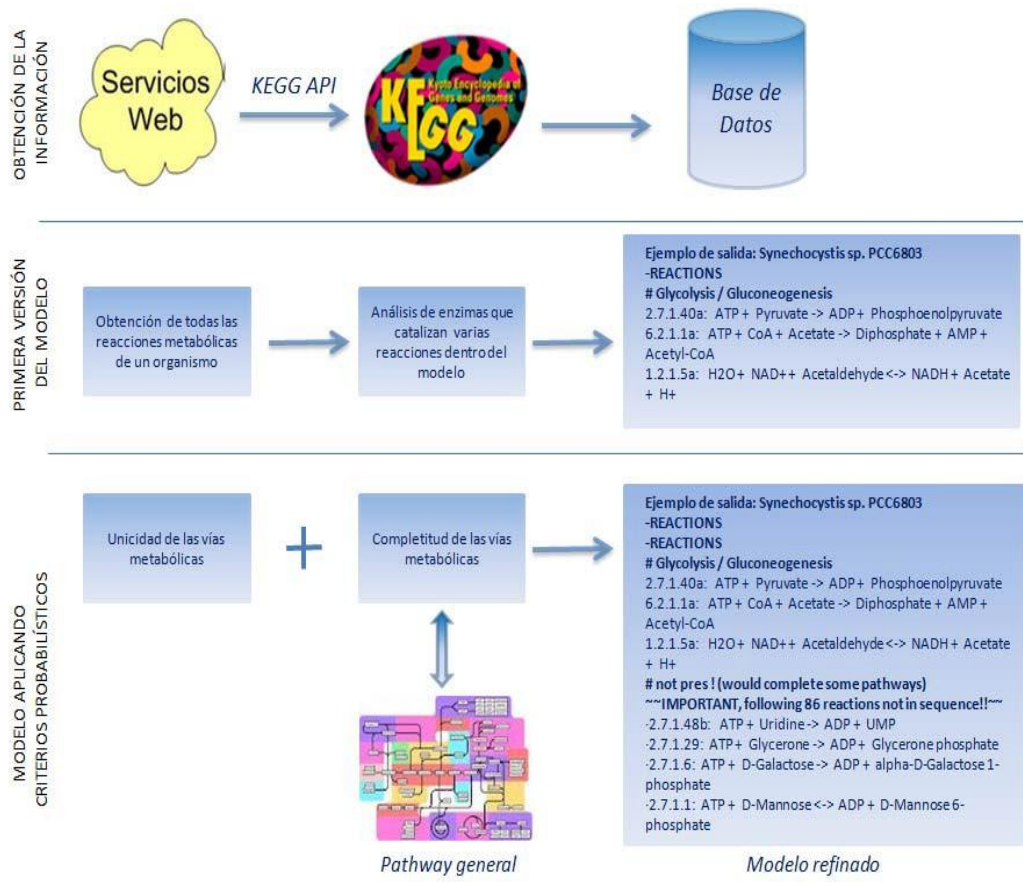 OBTENCIÓN DE LA
INFORMACIÓN
Servicios
Web
KEGG API
Kyoto Encyclopedia of
Genes and Genomes
KEGG
Base de
Datos
PRIMERA VERSIÓN
DEL MODELO
Obtención de todas las
reacciones metabólicas
de un organismo
Análisis de enzimas que
catalizan varias
reacciones dentro del
modelo
Ejemplo de salida: Synechocystis sp. PCC6803
-REACTIONS
# Glycolysis / Gluconeogenesis
2.7.1.40a: ATP + Pyruvate -> ADP + Phosphoenolpyruvate
6.2.1.1a: ATP + CoA + Acetate -> Diphosphate + AMP +
Acetyl-CoA
1.2.1.5a: H2O + NAD+ + Acetaldehyde <-> NADH + Acetate
+ H+
MODELO APLICANDO
CRITERIOS PROBABILÍSTICOS
Unicidad de las vías
metabólicas
+
Completitud de las vías
metabólicas
Ejemplo de salida: Synechocystis sp. PCC6803
-REACTIONS
-REACTIONS
# Glycolysis / Gluconeogenesis
2.7.1.40a: ATP + Pyruvate -> ADP + Phosphoenolpyruvate
6.2.1.1a: ATP + CoA + Acetate -> Diphosphate + AMP +
Acetyl-CoA
1.2.1.5a: H2O + NAD+ + Acetaldehyde <-> NADH + Acetate
+ H+
# not pres ! (would complete some pathways)
~~IMPORTANT, following 86 reactions not in sequence!!~~
-2.7.1.48b: ATP + Uridine -> ADP + UMP
-2.7.1.29: ATP + Glycerone -> ADP + Glycerone phosphate
-2.7.1.6: ATP + D-Galactose -> ADP + alpha-D-Galactose 1-
phosphate
-2.7.1.1: ATP + D-Mannose <-> ADP + D-Mannose 6-
phosphate
Pathway general
Modelo refinado